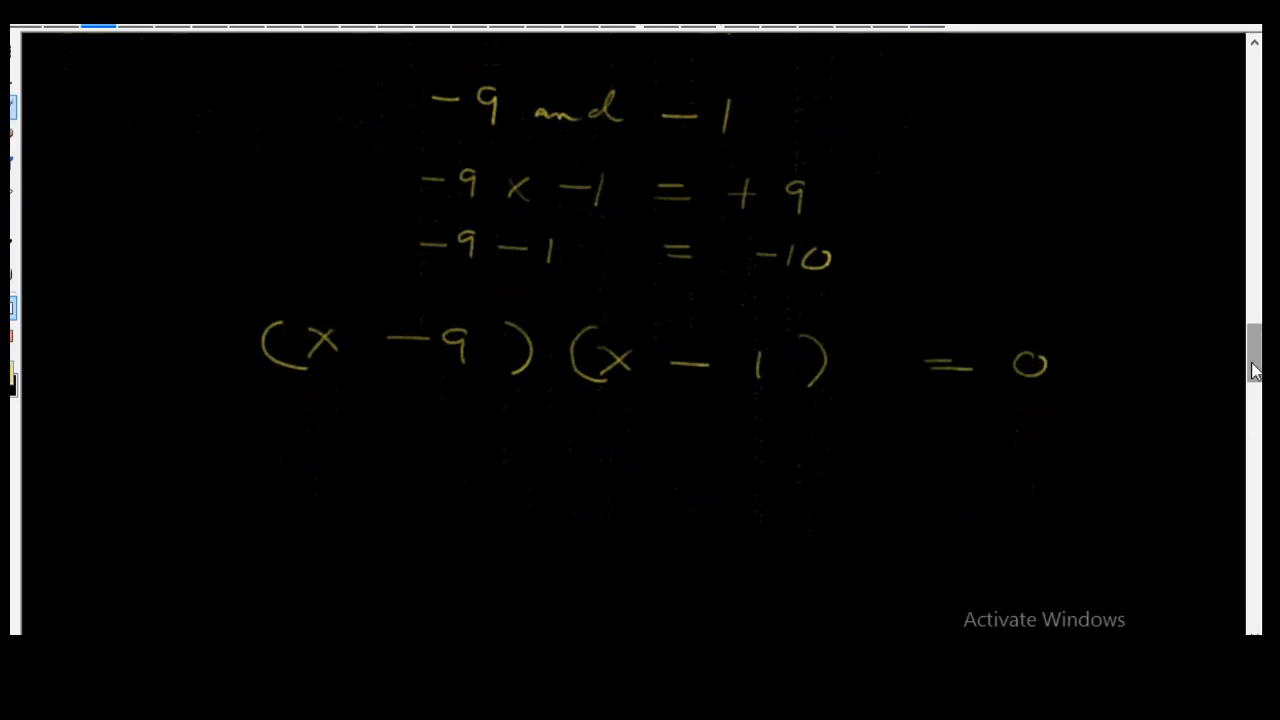 -9 and -1
-9 x -1 = +9
-9 -1 = -10
(x -9) (x - 1) = 0
Activate Windows